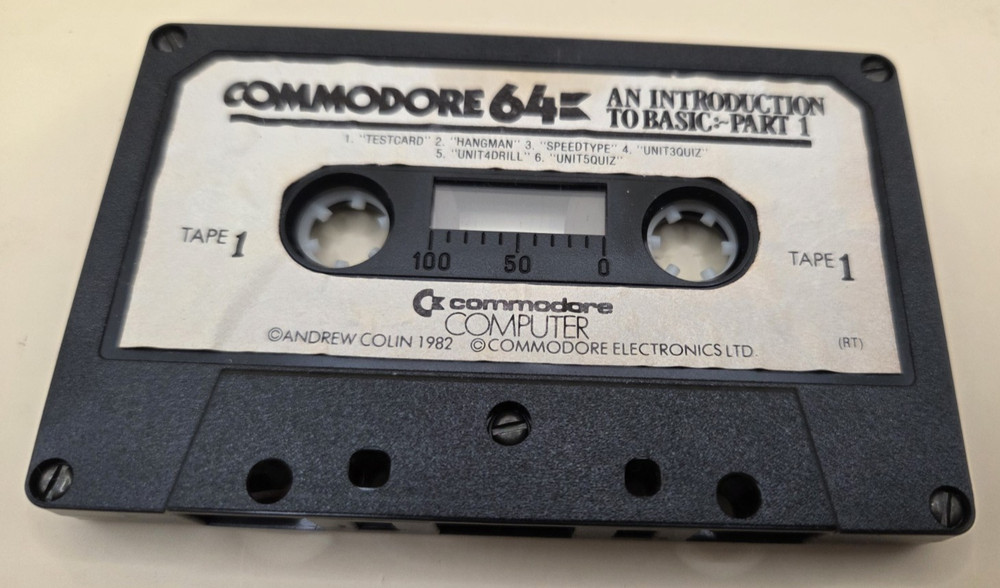 COMMODORE 64 AN INTRODUCTION
TO BASIC:-PART 1
1. "TESTCARD" 2. "HANGMAN" 3. "SPEEDTYPE" 4. "UNIT3QUIZ"
5. "UNIT4DRILL" 6. "UNIT5QUIZ"
TAPE 1
100 50 0
TAPE 1
commodore
COMPUTER
©ANDREW COLIN 1982 ©COMMODORE ELECTRONICS LTD.
(RT)